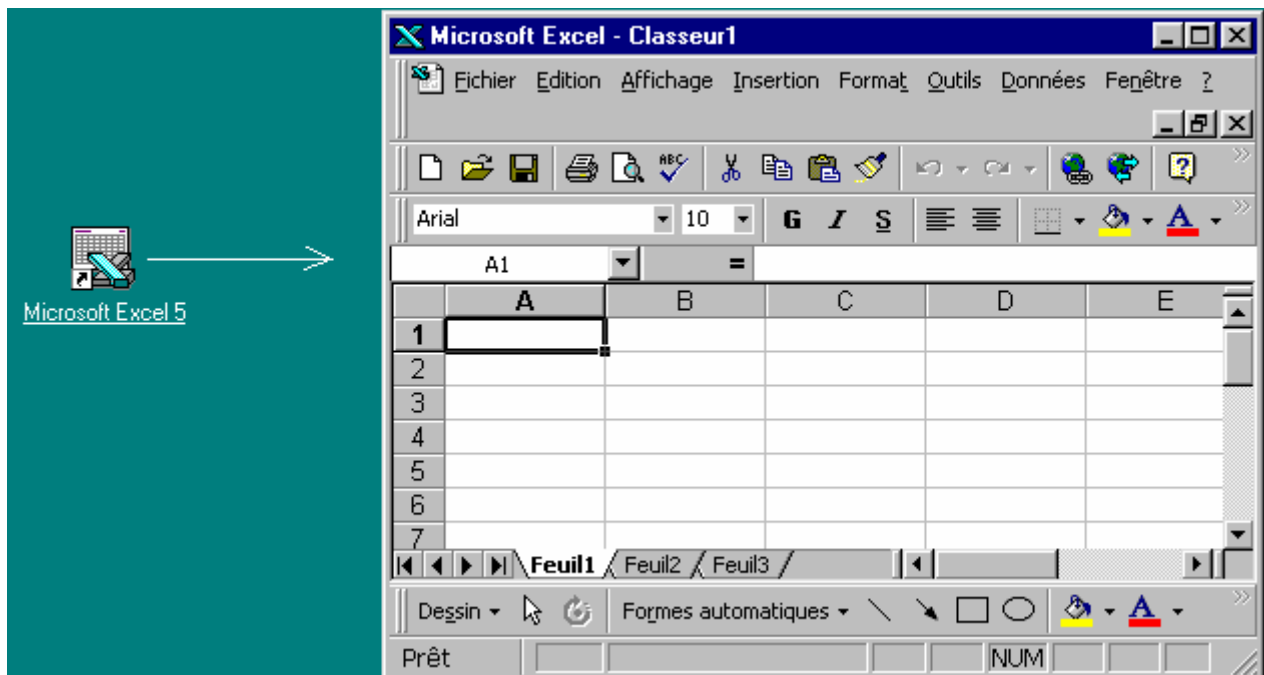 Microsoft Excel - Classeur1
Fichier Edition Affichage Insertion Format Outils Données Fenêtre ?
ABC
Arial 10 G I S A
A1 =
A B C D E
1
2
Microsoft Excel 5
3
4
5
6
7
Feuil1 Feuil2 Feuil3
Dessin Formes automatiques A
Prêt NUM